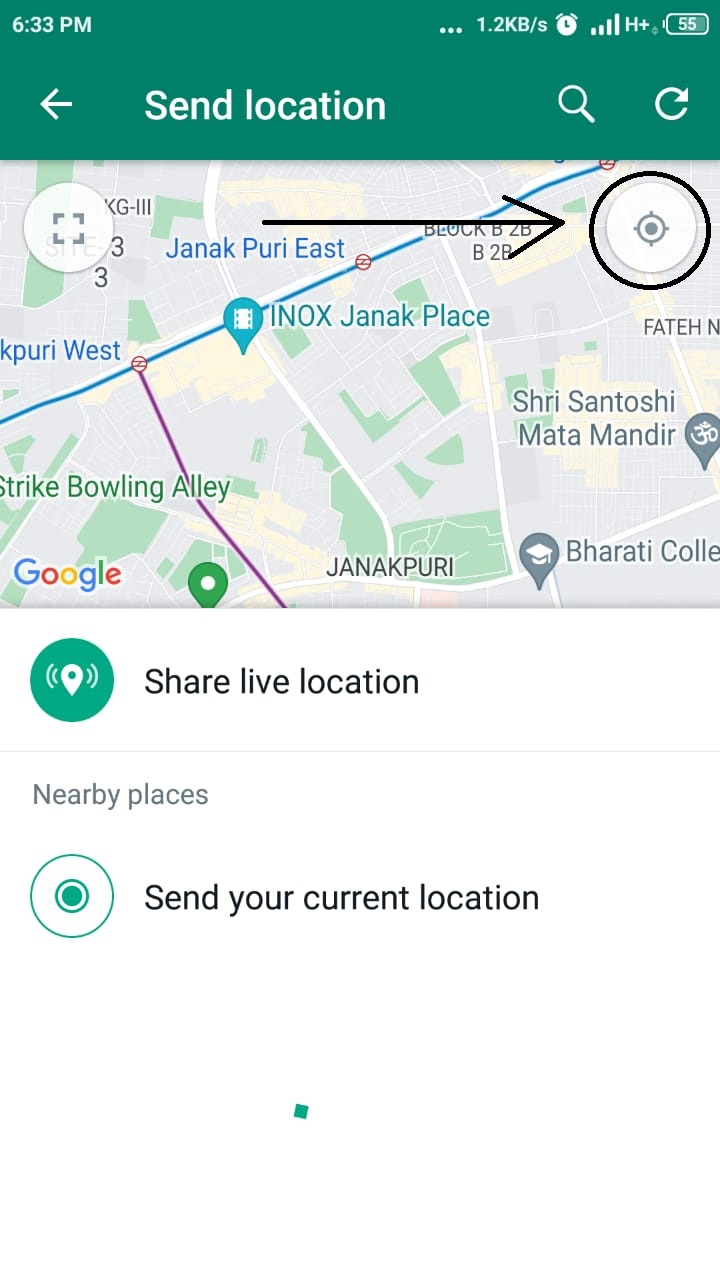 6:33 PM
... 1.2KB/s H+ 55
Send location
KG-III
SITE- 3
3
Janak Puri East
BLOCK B 2B
B 2B
INOX Janak Place
kpuri West
FATEH N
Shri Santoshi
Mata Mandir
Strike Bowling Alley
Google
JANAKPURI
Bharati Colle
Share live location
Nearby places
Send your current location